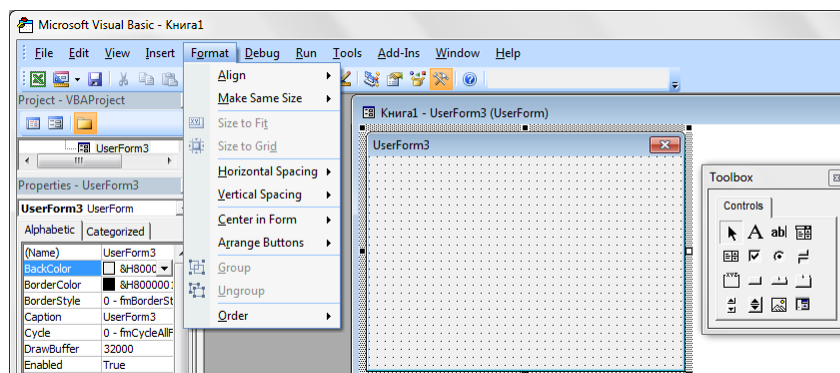 Microsoft Visual Basic - Книга1
File Edit View Insert Format Debug Run Tools Add-Ins Window Help
Project - VBAProject
UserForm3
Properties - UserForm3
UserForm3 UserForm
Alphabetic Categorized
(Name) UserForm3
BackColor &H8000
BorderColor &H8000001
BorderStyle 0 - fmBorderSt
Caption UserForm3
Cycle 0 - fmCycleAllF
DrawBuffer 32000
Enabled True
Align
Make Same Size
Size to Fit
Size to Grid
Horizontal Spacing
Vertical Spacing
Center in Form
Arrange Buttons
Group
Ungroup
Order
Книга1 - UserForm3 (UserForm)
UserForm3
Toolbox
Controls
A abl